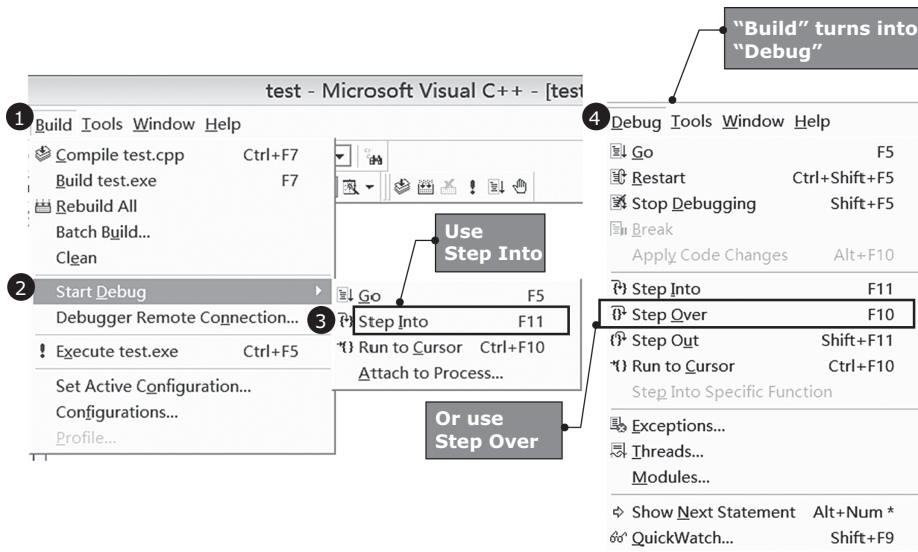 “Build” turns into
“Debug”
test - Microsoft Visual C++ - [test
1
Build Tools Window Help
Compile test.cpp Ctrl+F7
Build test.exe F7
Rebuild All
Batch Build...
Clean
2
Start Debug
Debugger Remote Connection...
Execute test.exe Ctrl+F5
Set Active Configuration...
Configurations...
Profile...
Use
Step Into
Go F5
3
Step Into F11
Run to Cursor Ctrl+F10
Attach to Process...
Or use
Step Over
4
Debug Tools Window Help
Go F5
Restart Ctrl+Shift+F5
Stop Debugging Shift+F5
Break
Apply Code Changes Alt+F10
Step Into F11
Step Over F10
Step Out Shift+F11
Run to Cursor Ctrl+F10
Step Into Specific Function
Exceptions...
Threads...
Modules...
Show Next Statement Alt+Num *
QuickWatch... Shift+F9